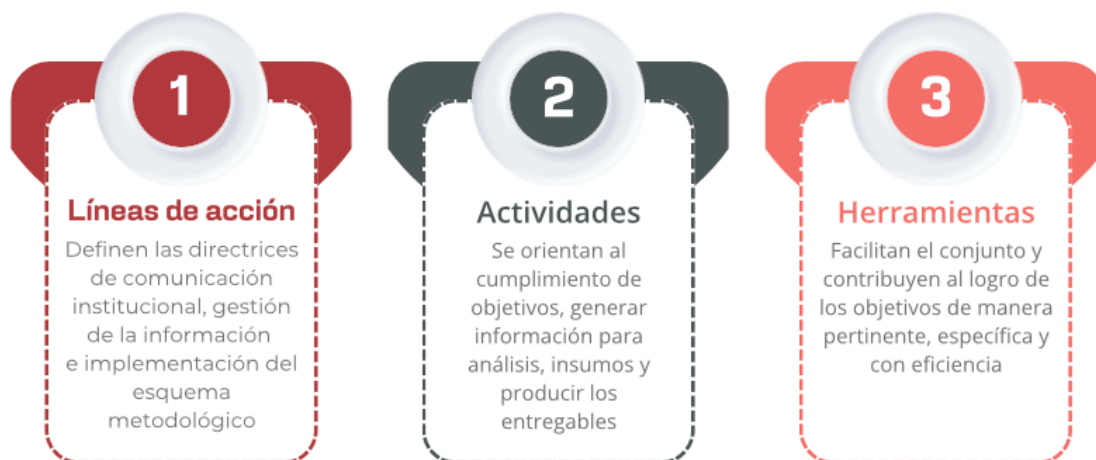 1
Líneas de acción
Definen las directrices
de comunicación
institucional, gestión
de la información
e implementación del
esquema
metodológico
2
Actividades
Se orientan al
cumplimiento de
objetivos, generar
información para
análisis, insumos y
producir los
entregables
3
Herramientas
Facilitan el conjunto y
contribuyen al logro de
los objetivos de manera
pertinente, específica y
con eficiencia